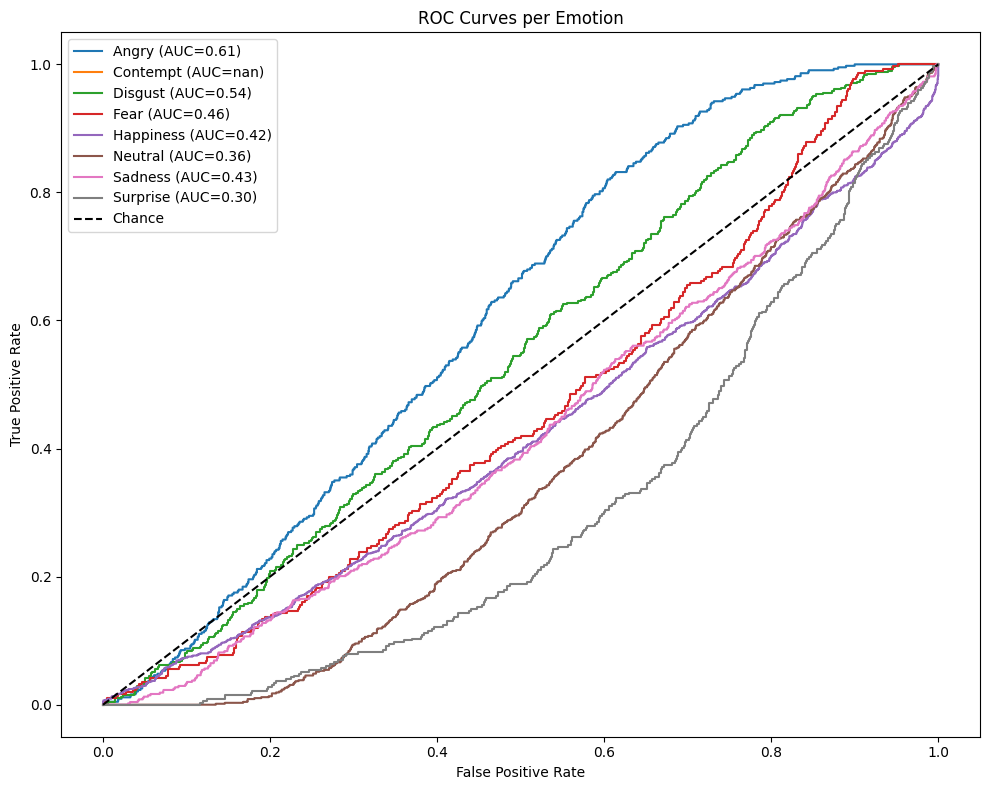 ROC Curves per Emotion
Angry (AUC=0.61)
Contempt (AUC=nan)
Disgust (AUC=0.54)
Fear (AUC=0.46)
Happiness (AUC=0.42)
Neutral (AUC=0.36)
Sadness (AUC=0.43)
Surprise (AUC=0.30)
Chance
True Positive Rate
1.0
0.8
0.6
0.4
0.2
0.0
0.0 0.2 0.4 0.6 0.8 1.0
False Positive Rate